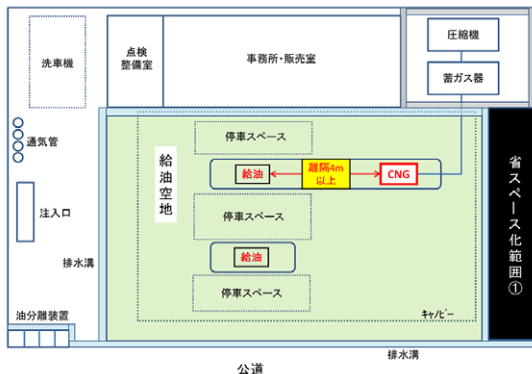 洗車機
点検
整備室
事務所・販売室
圧縮機
蓄ガス器
通気管
注入口
排水溝
油分離装置
給油空地
停車スペース
給油
離隔4m
以上
CNG
停車スペース
給油
停車スペース
キャノピー
省スペース化範囲①
排水溝
公道